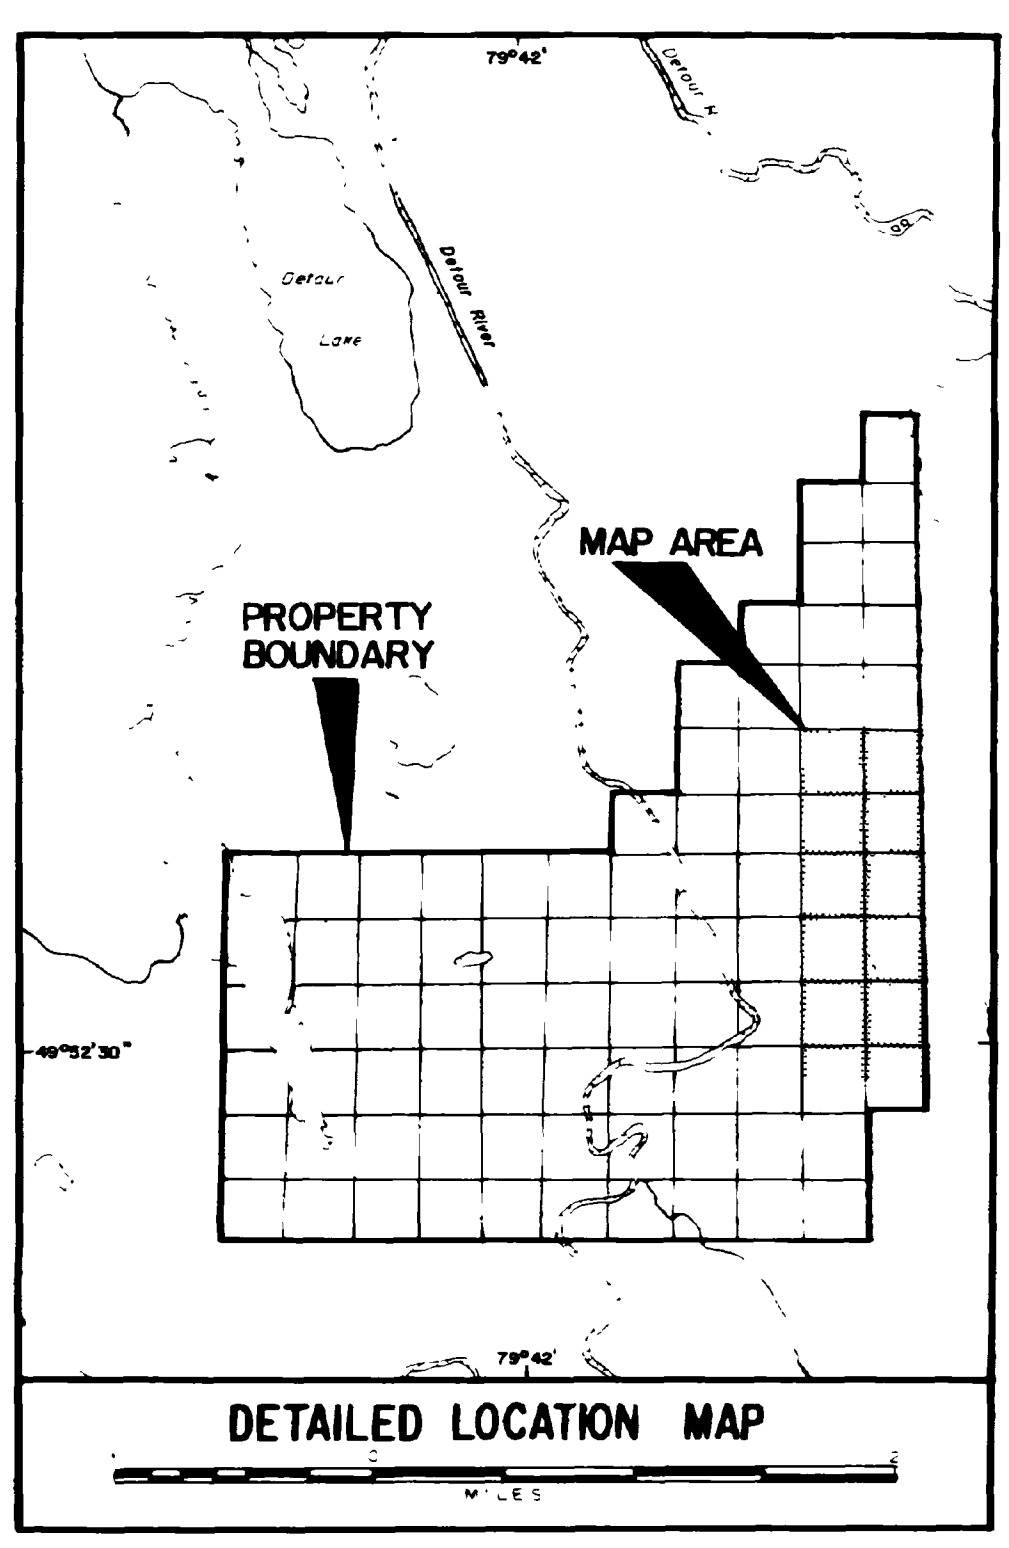 79°42'
Detour R
Detour River
Detour
Lake
MAP AREA
PROPERTY
BOUNDARY
49°52'30"
79°42'
DETAILED LOCATION MAP
0 2
MILES